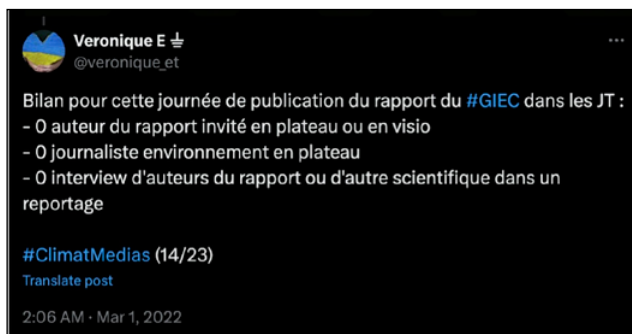 Veronique E ⏚
@veronique_et
Bilan pour cette journée de publication du rapport du #GIEC dans les JT :
- 0 auteur du rapport invité en plateau ou en visio
- 0 journaliste environnement en plateau
- 0 interview d'auteurs du rapport ou d'autre scientifique dans un
reportage
#ClimatMedias (14/23)
Translate post
2:06 AM · Mar 1, 2022